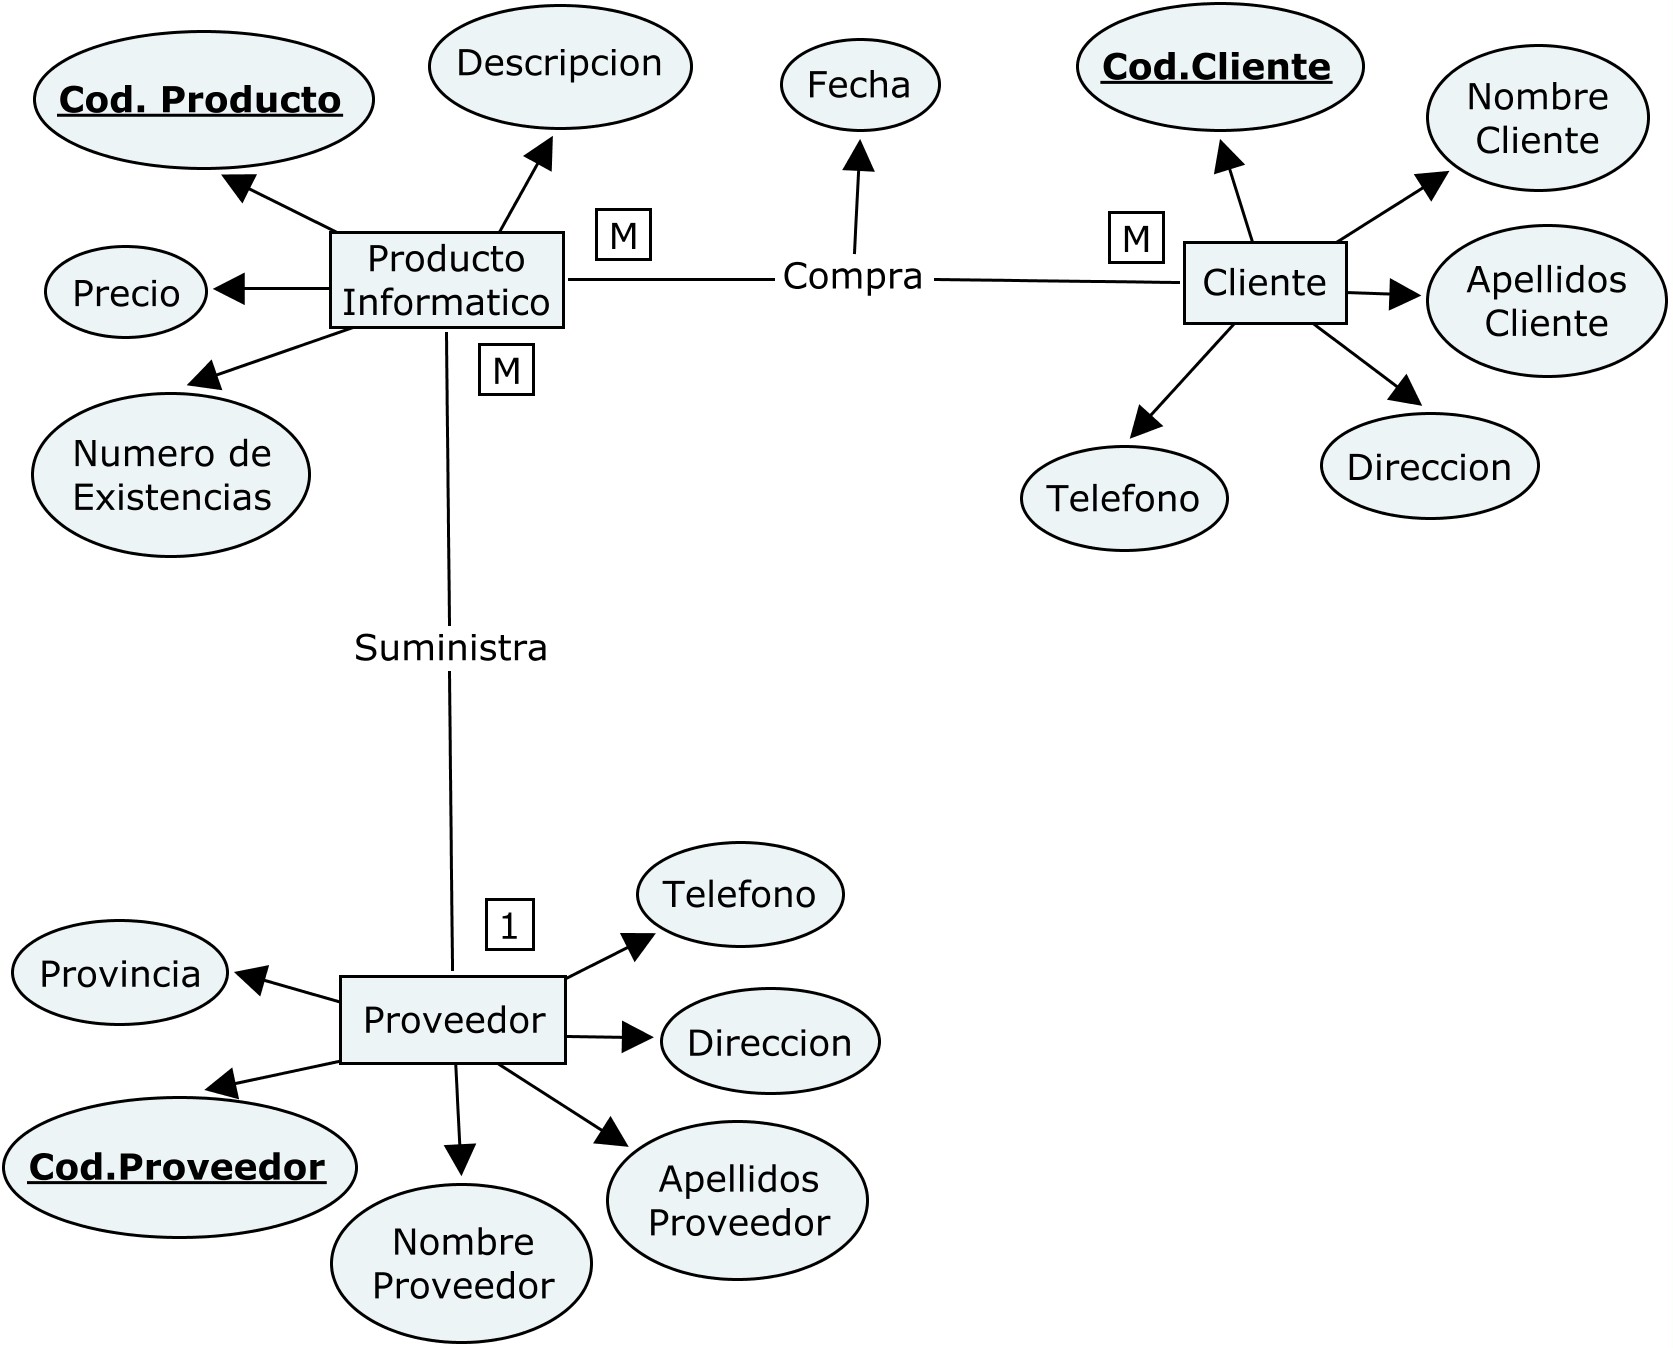 Cod. Producto
Descripcion
Fecha
Cod.Cliente
Nombre
Cliente
Precio
Producto
Informatico
M
Compra
M
Cliente
Apellidos
Cliente
M
Numero de
Existencias
Telefono
Direccion
Suministra
1
Telefono
Provincia
Proveedor
Direccion
Cod.Proveedor
Nombre
Proveedor
Apellidos
Proveedor